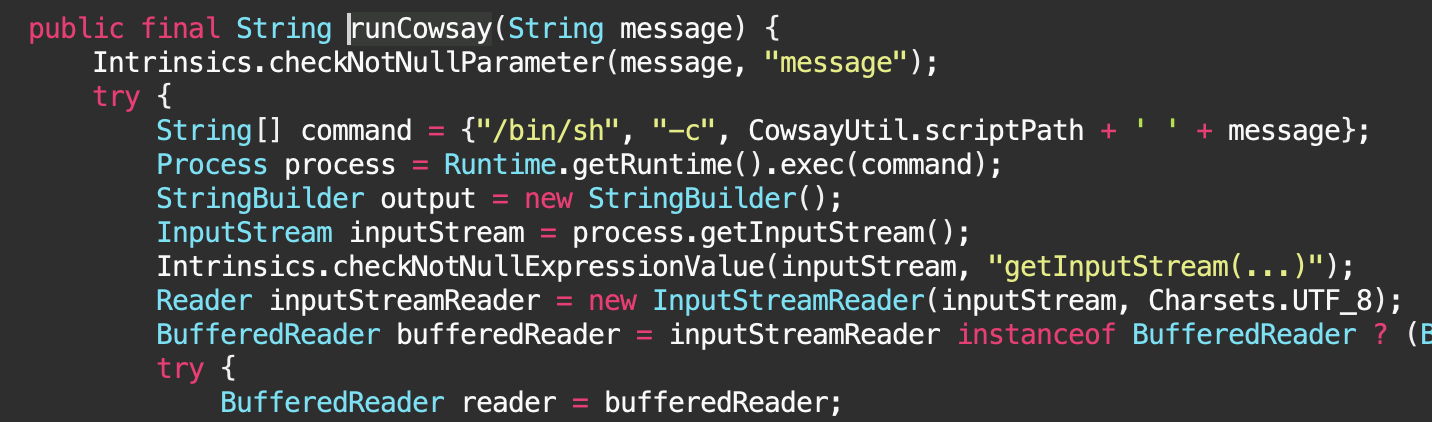 public final String runCowsay(String message) {
Intrinsics.checkNotNullParameter(message, "message");
try {
String[] command = {"/bin/sh", "-c", CowsayUtil.scriptPath + ' ' + message};
Process process = Runtime.getRuntime().exec(command);
StringBuilder output = new StringBuilder();
InputStream inputStream = process.getInputStream();
Intrinsics.checkNotNullExpressionValue(inputStream, "getInputStream(...)");
Reader inputStreamReader = new InputStreamReader(inputStream, Charsets.UTF_8);
BufferedReader bufferedReader = inputStreamReader instanceof BufferedReader ? (
try {
BufferedReader reader = bufferedReader;